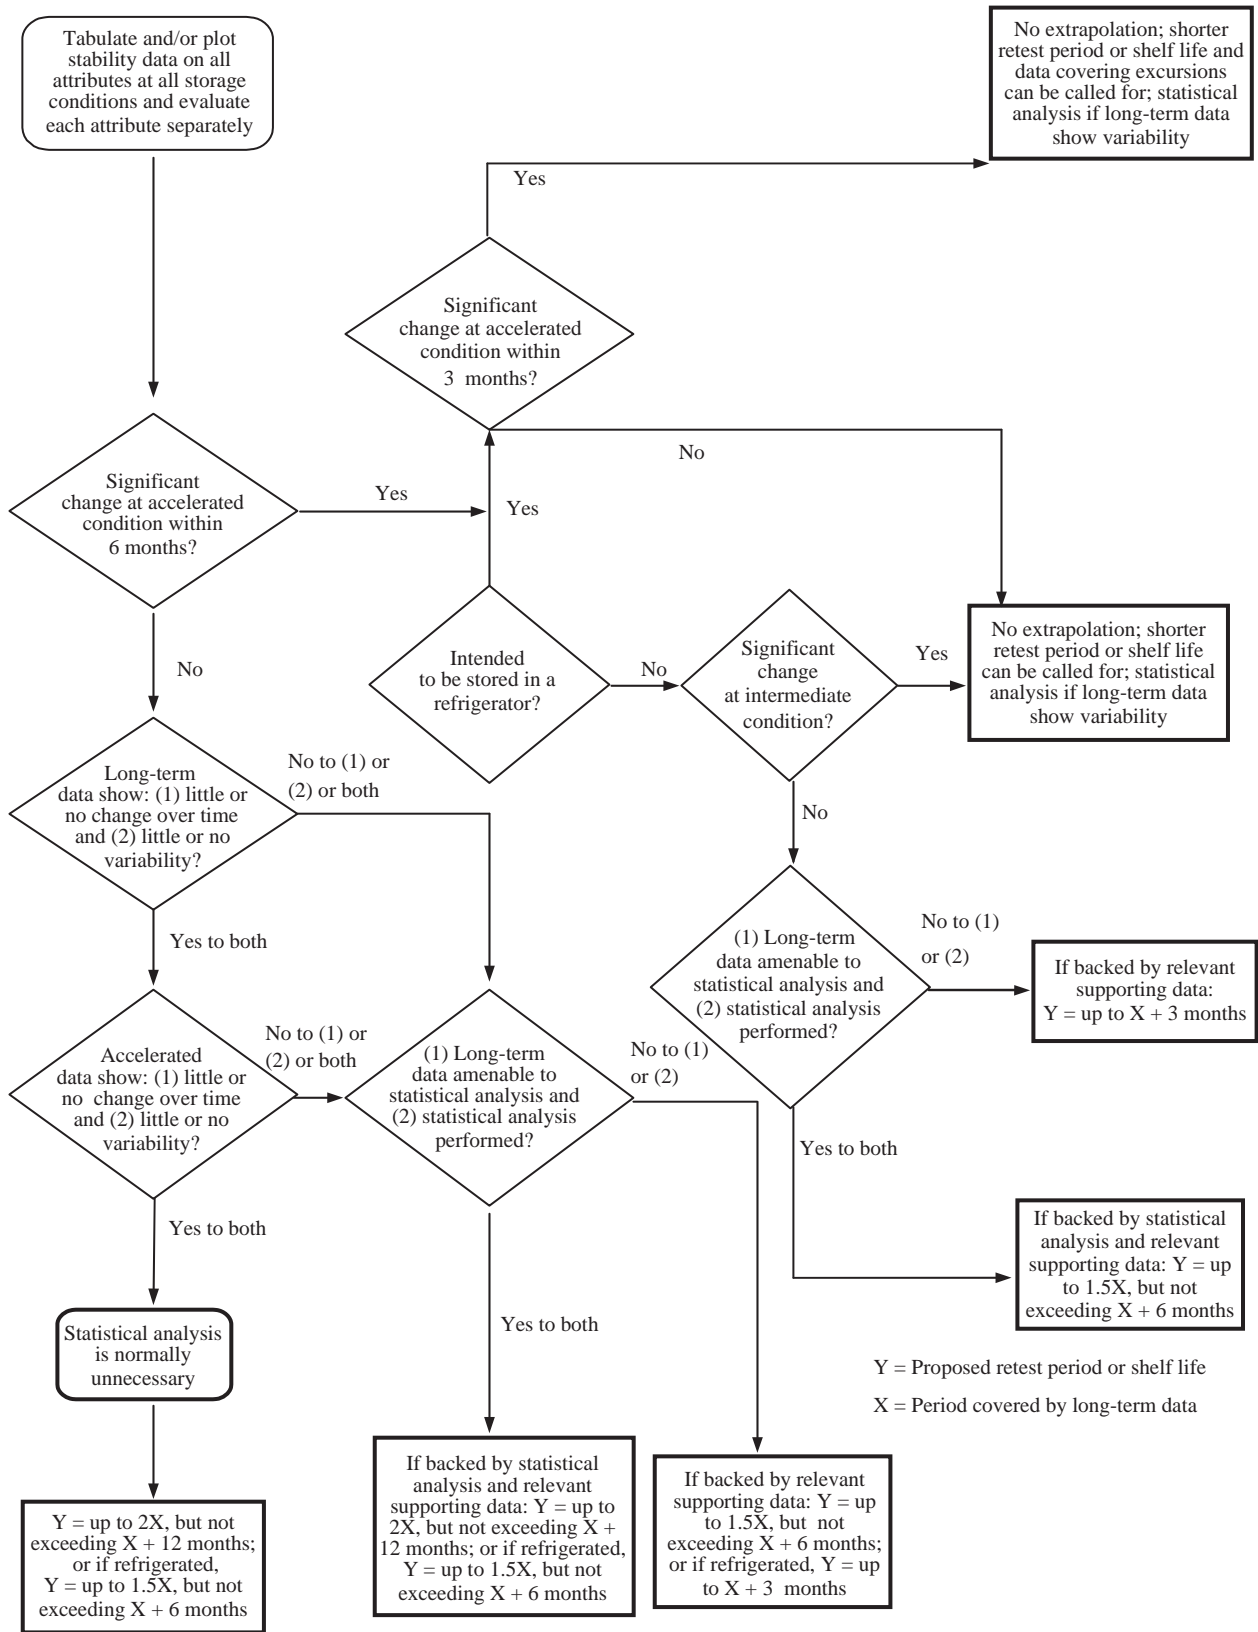 Tabulate and/or plot
stability data on all
attributes at all storage
conditions and evaluate
each attribute separately
No extrapolation; shorter
retest period or shelf life and
data covering excursions
can be called for; statistical
analysis if long-term data
show variability
Yes
Significant
change at accelerated
condition within
3 months?
No
Significant
change at accelerated
condition within
6 months?
Yes
Yes
No
Intended
to be stored in a
refrigerator?
No
Significant
change
at intermediate
condition?
Yes
No extrapolation; shorter
retest period or shelf life
can be called for; statistical
analysis if long-term data
show variability
No
Long-term
data show: (1) little or
no change over time
and (2) little or no
variability?
No to (1) or
(2) or both
Yes to both
(1) Long-term
data amenable to
statistical analysis and
(2) statistical analysis
performed?
No to (1)
or (2)
If backed by relevant
supporting data:
Y = up to X + 3 months
Accelerated
data show: (1) little or
no change over time
and (2) little or no
variability?
No to (1) or
(2) or both
(1) Long-term
data amenable to
statistical analysis and
(2) statistical analysis
performed?
No to (1)
or (2)
Yes to both
Yes to both
If backed by statistical
analysis and relevant
supporting data: Y = up
to 1.5X, but not
exceeding X + 6 months
Statistical analysis
is normally
unnecessary
Yes to both
Y = Proposed retest period or shelf life
X = Period covered by long-term data
Y = up to 2X, but not
exceeding X + 12 months;
or if refrigerated,
Y = up to 1.5X, but not
exceeding X + 6 months
If backed by statistical
analysis and relevant
supporting data: Y = up to
2X, but not exceeding X +
12 months; or if refrigerated,
Y = up to 1.5X, but not
exceeding X + 6 months
If backed by relevant
supporting data: Y = up
to 1.5X, but not
exceeding X + 6 months;
or if refrigerated, Y = up
to X + 3 months